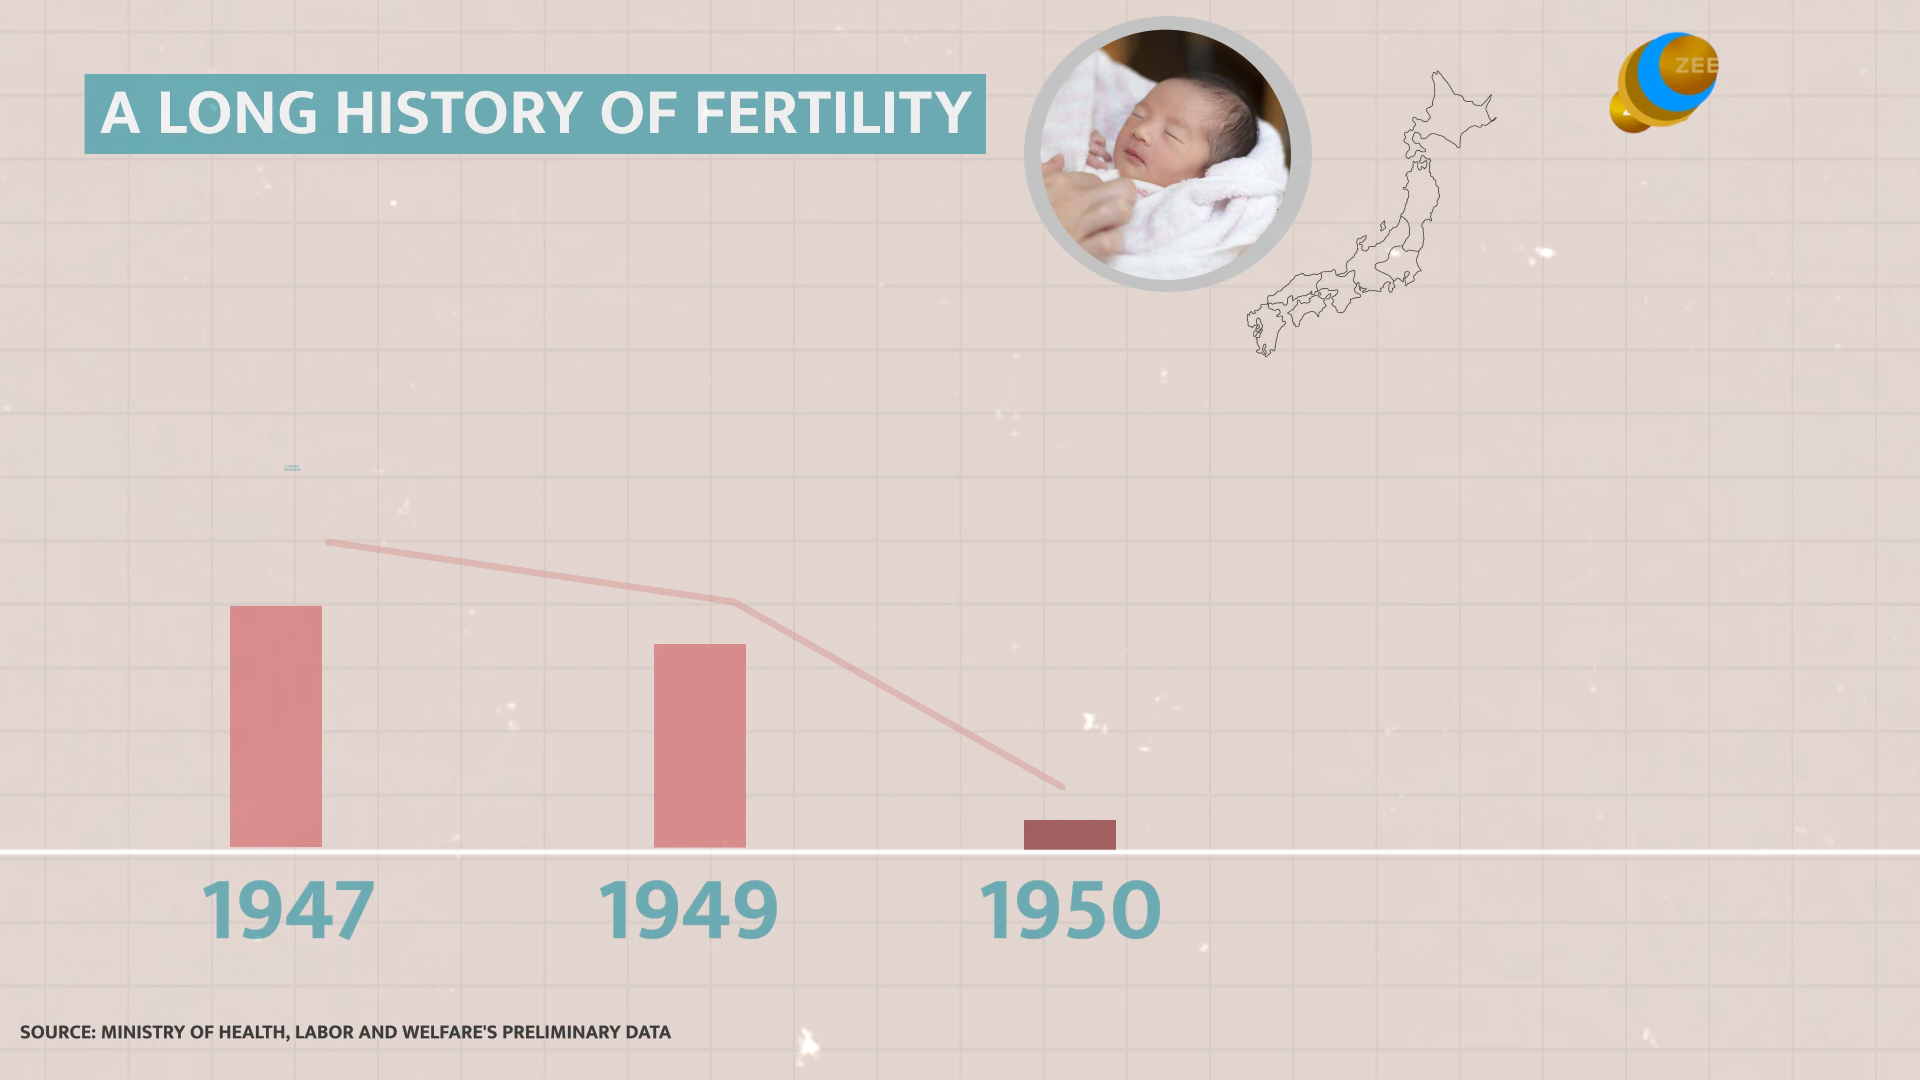 A LONG HISTORY OF FERTILITY
ZEE
1947
1949
1950
SOURCE: MINISTRY OF HEALTH, LABOR AND WELFARE'S PRELIMINARY DATA